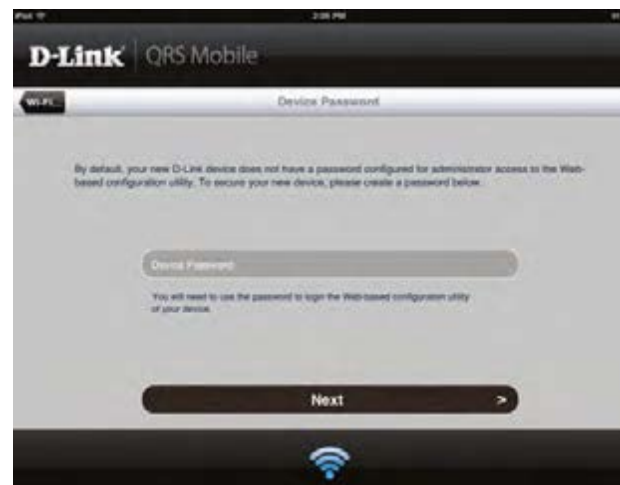 iPad 2:06 PM
D-Link QRS Mobile
Wi-Fi...
Device Password
By default, your new D-Link device does not have a password configured for administrator access to the Web-
based configuration utility. To secure your new device, please create a password below.
Device Password
You will need to use the password to login the Web-based configuration utility
of your device.
Next >